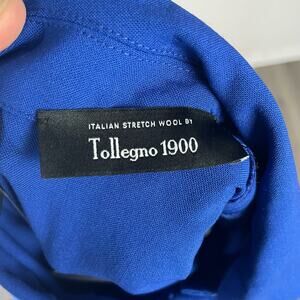 ITALIAN STRETCH WOOL BY
Tollegno 1900